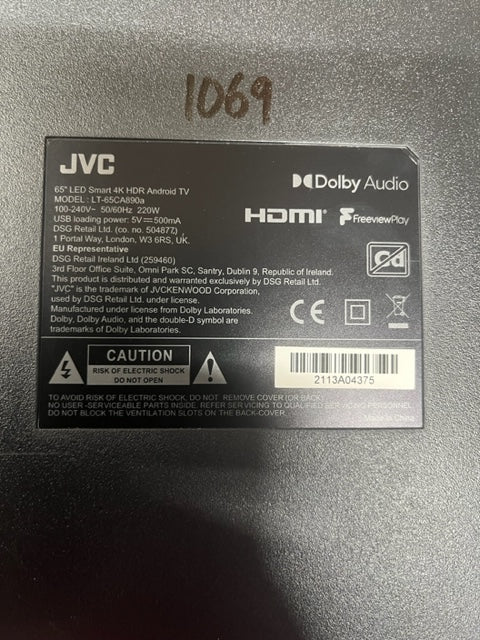 1069
JVC
65" LED Smart 4K HDR Android TV
MODEL : LT-65CA890a
100-240V~ 50/60Hz 220W
USB loading power: 5V⎓500mA
DSG Retail Ltd. (co. no. 504877)
1 Portal Way, London, W3 6RS, UK.
EU Representative
DSG Retail Ireland Ltd (259460)
3rd Floor Office Suite, Omni Park SC, Santry, Dublin 9, Republic of Ireland.
This product is distributed and warranted exclusively by DSG Retail Ltd.
"JVC" is the trademark of JVCKENWOOD Corporation,
used by DSG Retail Ltd. under license.
Manufactured under license from Dolby Laboratories.
Dolby, Dolby Audio, and the double-D symbol are
trademarks of Dolby Laboratories.
Dolby Audio
HDMI FreeviewPlay
Cd
CE
CAUTION
RISK OF ELECTRIC SHOCK
DO NOT OPEN
2113A04375
TO AVOID RISK OF ELECTRIC SHOCK, DO NOT REMOVE COVER (OR BACK).
NO USER-SERVICEABLE PARTS INSIDE. REFER SERVICING TO QUALIFIED SERVICING PERSONNEL.
DO NOT BLOCK THE VENTILATION SLOTS ON THE BACK-COVER.
Made in China